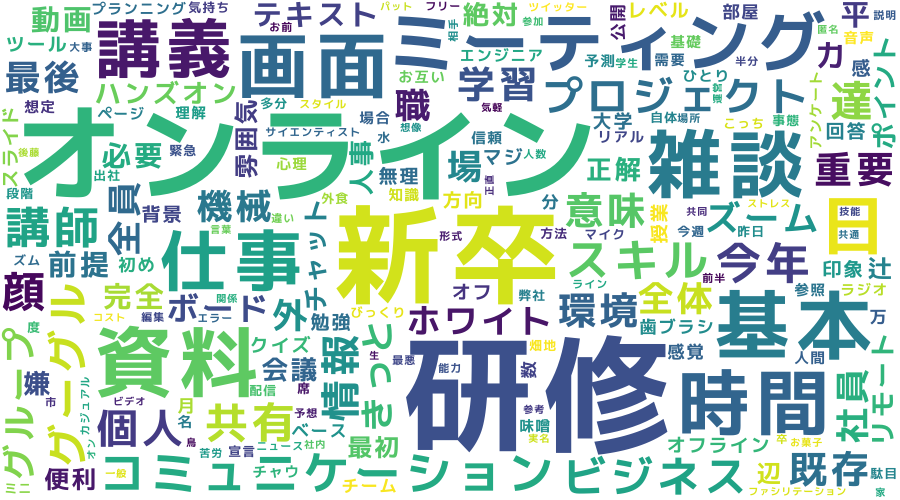 動画
プランニング
気持ち
テキスト
お前
パット
フリー
ツイッター
絶対
参加
レベル
公開
部屋
平
説明
ツール
大事
講義
画面
ミーティング
相手
エンジニア
基礎
予測
学生
需要
匿名
音声
力
半分
最後
ハンズオン
お互い
学習
ひとり
運営
感
アンケート
ポイント
想定
ページ
理解
多分
スタイル
職
気軽
プロジェクト
達
スライド
後藤
雰囲気
サイエンティスト
場合
想像
大学
自体
場所
こっち
事態
回答
オンライン
水
信頼
リアル
雑談
必要
緊急
心理
人事
無理
マジ
人数
正解
重要
出社
段階
全員
背景
機械
外食
知識
場
正直
方向
分
意味
授業
ズーム
共同
ストレス
技能
共通
日
講師
言葉
違い
チャット
新卒
形式
方法
マイク
今週
昨日
ズム
前提
初め
仕事
スキル
前半
今年
印象
辻
顔
完全
関係
ボード
外
勉強
びっくり
オフ
弊社
ライン
環境
全体
参照
ラジオ
グループ
度
グーグル
コスト
編集
エラー
ホワイト
歯ブラシ
基本
万
資料
クイズ
情報
きっと
生
最悪
研修
畑地
数
感覚
人間
リモート
嫌
市
オン
カジュアル
ビデオ
配信
会議
席
能力
時間
社員
月
名
鳥
個人
共有
予想
ベース
参考
味噌
実名
オフライン
卒
お菓子
ミニ
便利
苦労
宣言
ニュース
社内
最初
辺
既存
駄目
一般
コミュニケーション
チャウ
チーム
ビジネス
ファシリテーション
家